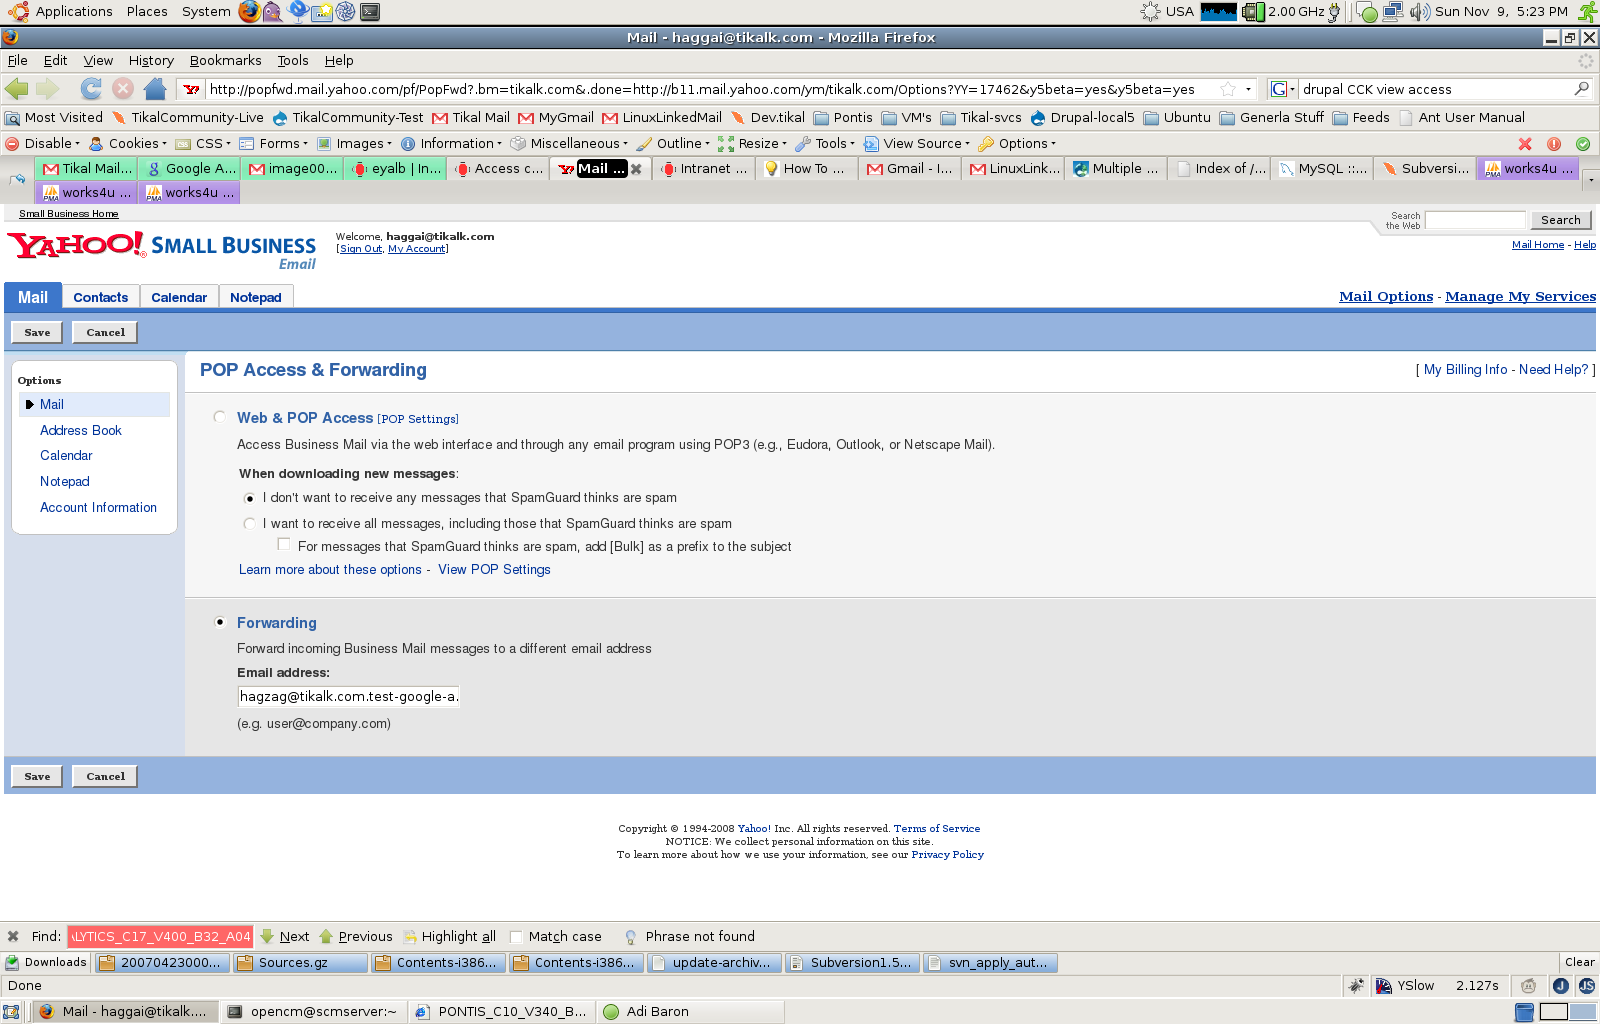 Applications Places System USA 2.00 GHz Sun Nov 9, 5:23 PM
Mail - haggai@tikalk.com - Mozilla Firefox
File Edit View History Bookmarks Tools Help
http://popfwd.mail.yahoo.com/pf/PopFwd?.bm=tikalk.com&.done=http://b11.mail.yahoo.com/ym/tikalk.com/Options?YY=17462&y5beta=yes&y5beta=yes G drupal CCK view access
Most Visited TikalCommunity-Live TikalCommunity-Test Tikal Mail MyGmail LinuxLinkedMail Dev.tikal Pontis VM's Tikal-svcs Drupal-local5 Ubuntu Generla Stuff Feeds Ant User Manual
Disable Cookies CSS Forms Images Information Miscellaneous Outline Resize Tools View Source Options
Tikal Mail... Google A... image00... eyalb | In... Access c... Mail ... Intranet ... How To ... Gmail - I... LinuxLink... Multiple ... Index of /... MySQL ::... Subversi... works4u ...
works4u ... works4u ...
Small Business Home
Search the Web Search
YAHOO! SMALL BUSINESS
Email
Welcome, haggai@tikalk.com
[Sign Out, My Account]
Mail Home - Help
Mail Contacts Calendar Notepad
Mail Options - Manage My Services
Save Cancel
Options
Mail
Address Book
Calendar
Notepad
Account Information
POP Access & Forwarding
[ My Billing Info - Need Help? ]
Web & POP Access [POP Settings]
Access Business Mail via the web interface and through any email program using POP3 (e.g., Eudora, Outlook, or Netscape Mail).
When downloading new messages:
I don't want to receive any messages that SpamGuard thinks are spam
I want to receive all messages, including those that SpamGuard thinks are spam
For messages that SpamGuard thinks are spam, add [Bulk] as a prefix to the subject
Learn more about these options - View POP Settings
Forwarding
Forward incoming Business Mail messages to a different email address
Email address:
hagzag@tikalk.com.test-google-a.
(e.g. user@company.com)
Save Cancel
Copyright © 1994-2008 Yahoo! Inc. All rights reserved. Terms of Service
NOTICE: We collect personal information on this site.
To learn more about how we use your information, see our Privacy Policy
Find: LYTICS_C17_V400_B32_A04 Next Previous Highlight all Match case Phrase not found
Downloads 20070423000... Sources.gz Contents-i386... Contents-i386... update-archiv... Subversion1.5... svn_apply_aut... Clear
Done YSlow 2.127s J JS
Mail - haggai@tikalk.... opencm@scmserver:~ PONTIS_C10_V340_B... Adi Baron